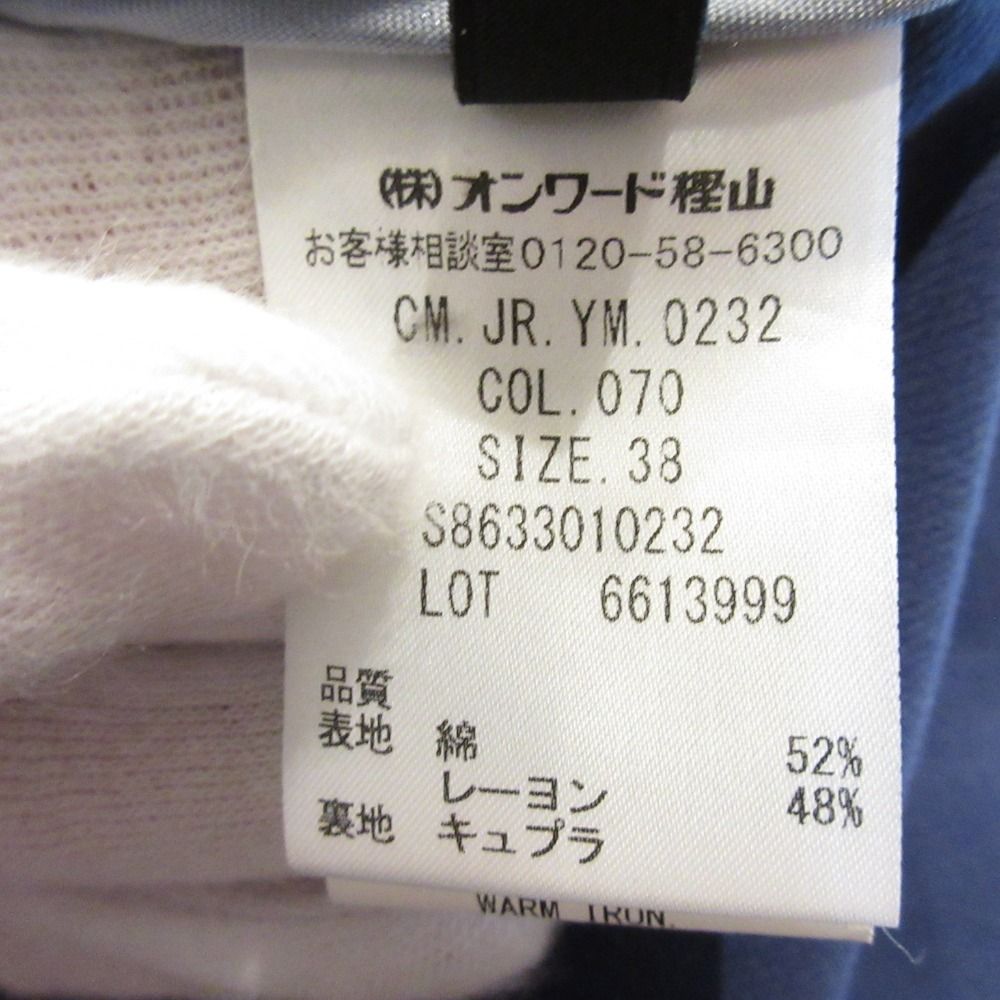 (株)オンワード樫山
お客様相談室0120-58-6300
CM. JR. YM. 0232
COL. 070
SIZE. 38
S8633010232
LOT 6613999
品質
表地 綿 52%
レーヨン 48%
裏地 キュプラ
WARM IRON.